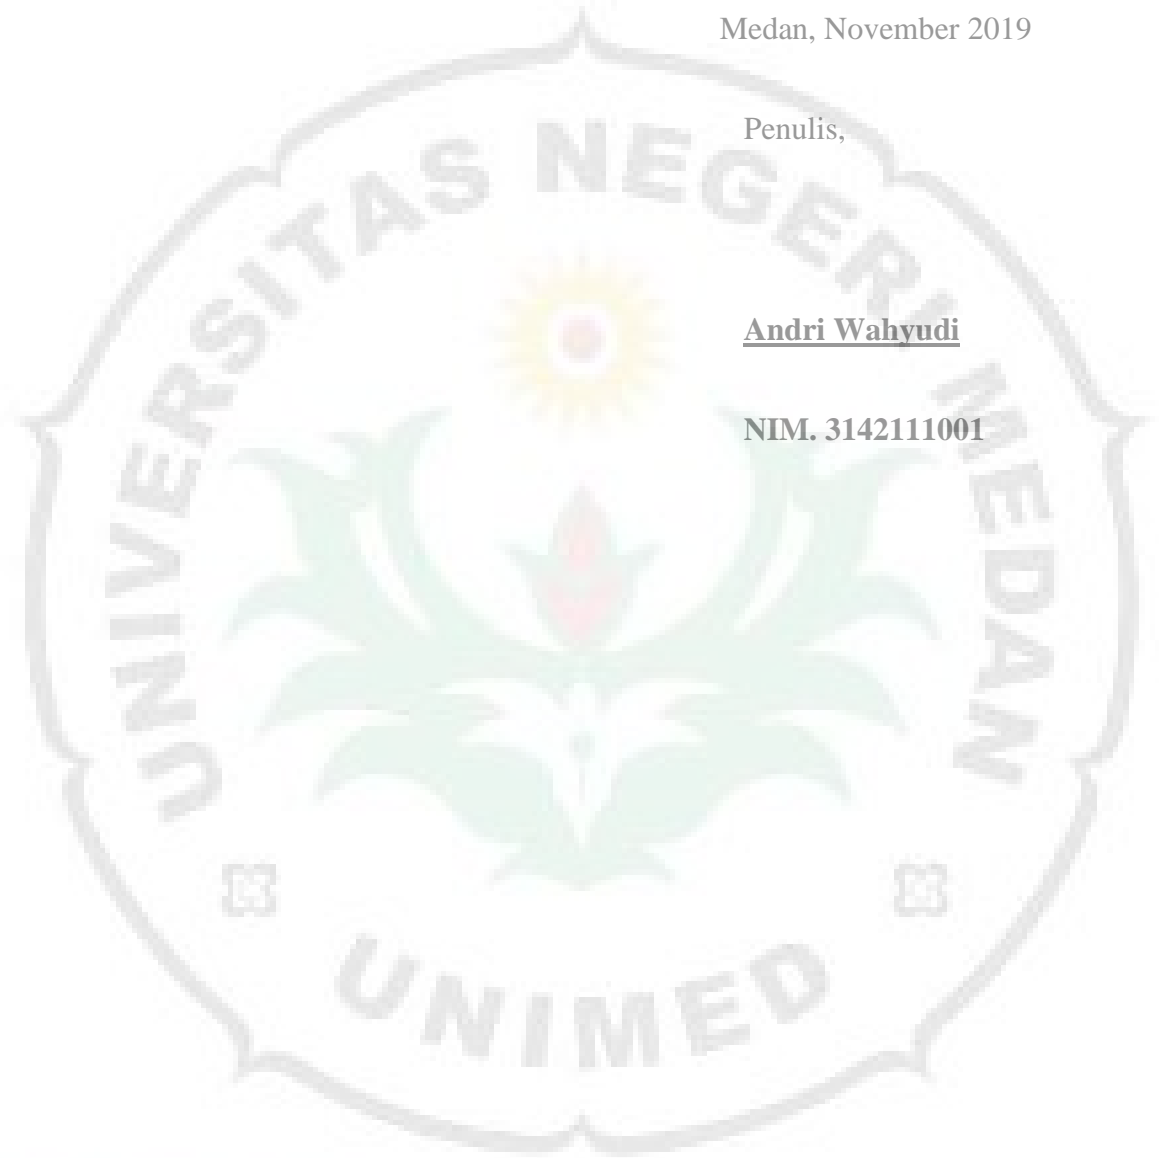 Medan, November 2019
Penulis,
Andri Wahyudi
NIM. 3142111001
UNIVERSITAS NEGERI MEDAN
UNIMED